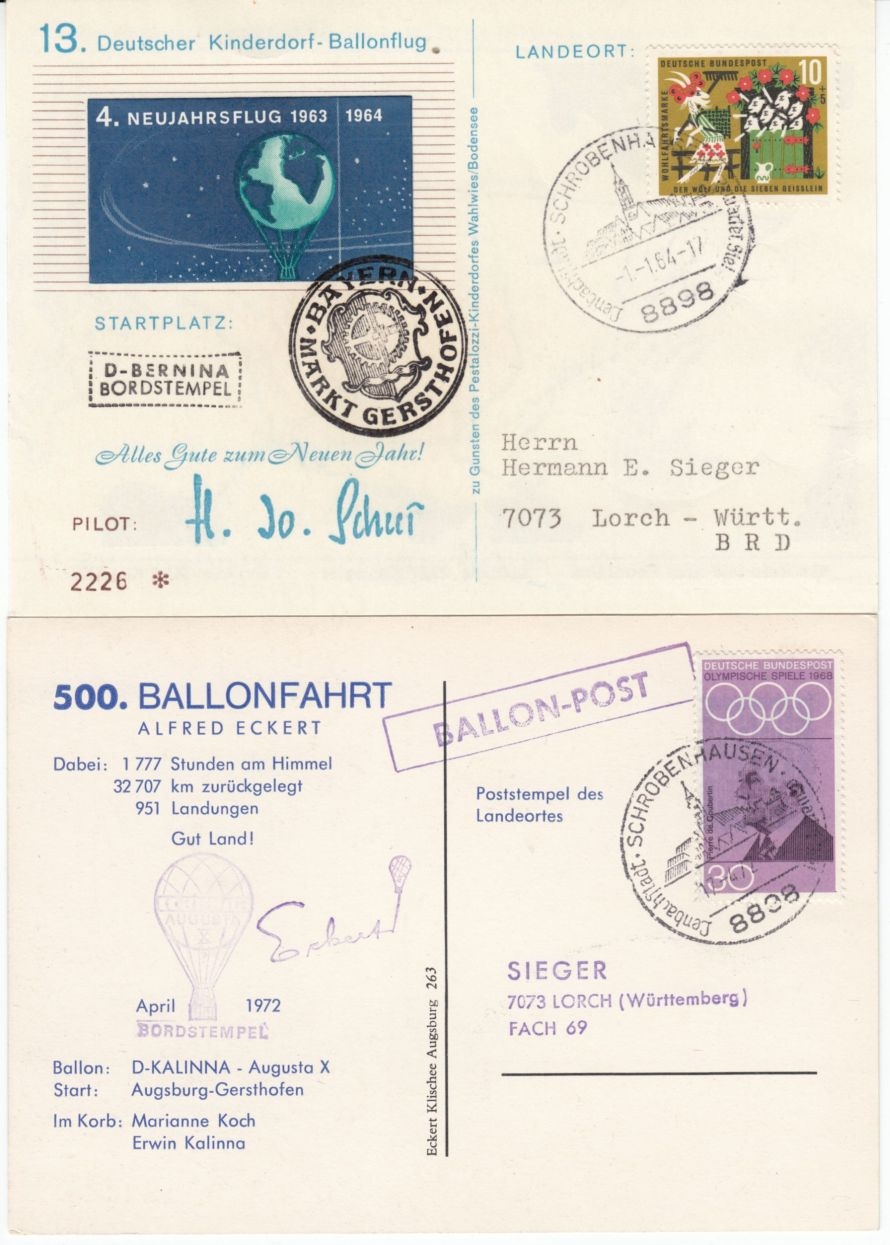 13. Deutscher Kinderdorf-Ballonflug
4. NEUJAHRSFLUG 1963 1964
STARTPLATZ:
D-BERNINA
BORDSTEMPEL
BAYERN
MARKT GERSTHOFEN
Alles Gute zum Neuen Jahr!
PILOT:
2226 *
zu Gunsten des Pestalozzi-Kinderdorfes Wahlwies/Bodensee
LANDEORT:
DEUTSCHE BUNDESPOST
10
+5
WOHLFAHRTSMARKE
DER WOLF UND DIE SIEBEN GEISSLEIN
Lenbachstadt · SCHROBENHA
-1.-1.64-17
8898
Herrn
Hermann E. Sieger
7073 Lorch - Württ.
B R D
500. BALLONFAHRT
ALFRED ECKERT
Dabei: 1 777 Stunden am Himmel
32 707 km zurückgelegt
951 Landungen
Gut Land!
AUGUSTA
X
Eckert
April 1972
BORDSTEMPEL
Ballon: D-KALINNA - Augusta X
Start: Augsburg-Gersthofen
Im Korb: Marianne Koch
Erwin Kalinna
Eckert Klischee Augsburg 263
BALLON-POST
DEUTSCHE BUNDESPOST
OLYMPISCHE SPIELE 1968
Pierre de Coubertin
30
Poststempel des
Landeortes
Lenbachstadt · SCHROBENHAUSEN ·
8898
SIEGER
7073 LORCH (Württemberg)
FACH 69